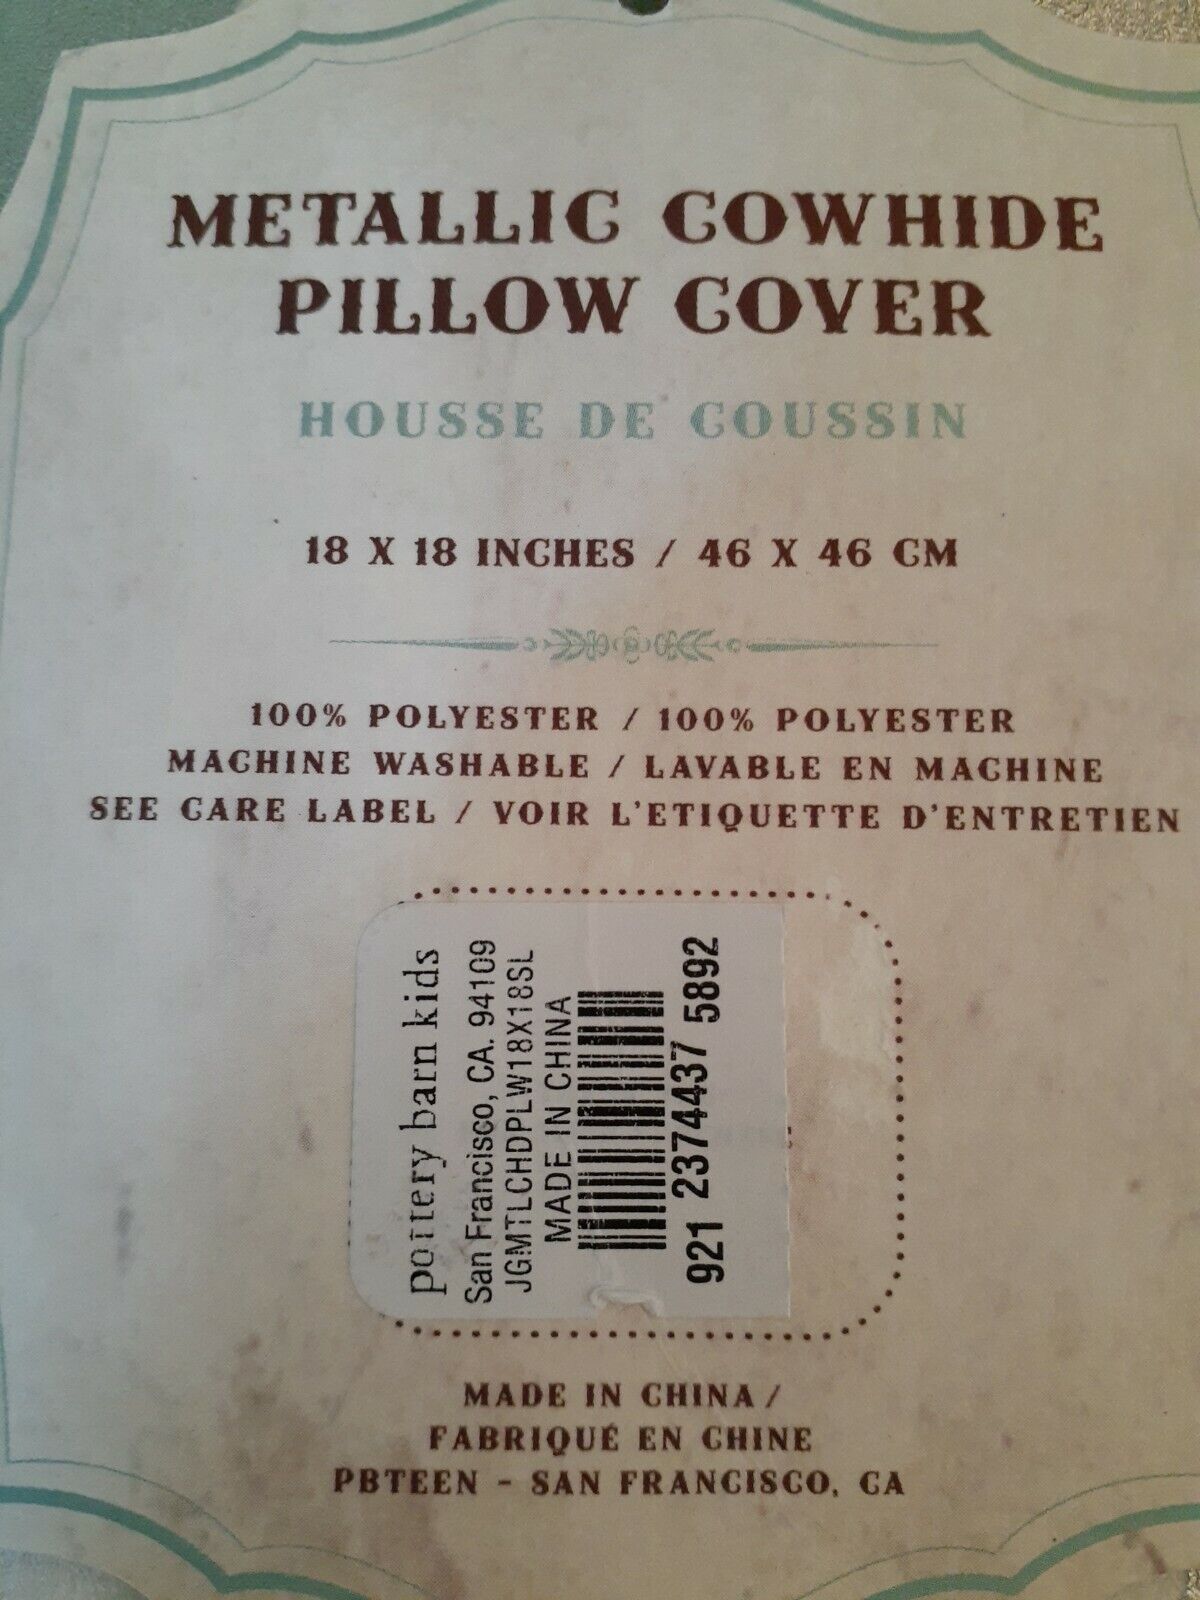 METALLIC COWHIDE
PILLOW COVER
HOUSSE DE COUSSIN
18 X 18 INCHES / 46 X 46 CM
100% POLYESTER / 100% POLYESTER
MACHINE WASHABLE / LAVABLE EN MACHINE
SEE CARE LABEL / VOIR L'ETIQUETTE D'ENTRETIEN
pottery barn kids
San Francisco, CA. 94109
JGMTLCHDPLW18X18SL
MADE IN CHINA
921 2374437 5892
MADE IN CHINA /
FABRIQUÉ EN CHINE
PBTEEN - SAN FRANCISCO, CA